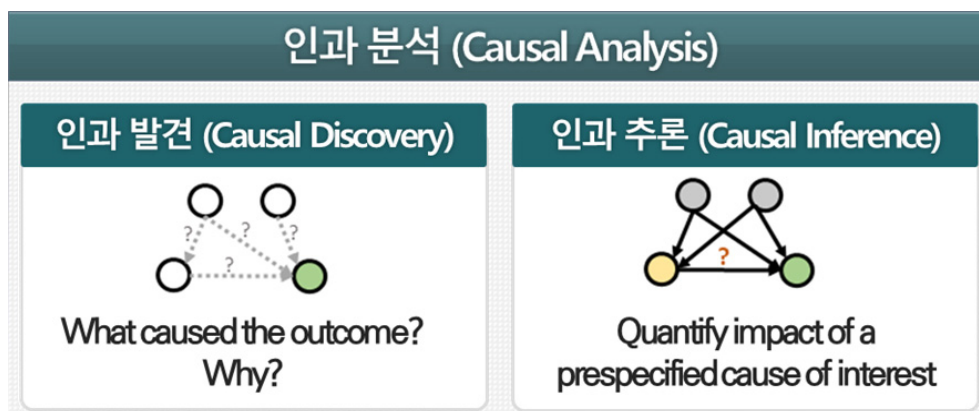 인과 분석 (Causal Analysis)
인과 발견 (Causal Discovery)
?
?
?
?
What caused the outcome?
Why?
인과 추론 (Causal Inference)
?
Quantify impact of a
prespecified cause of interest